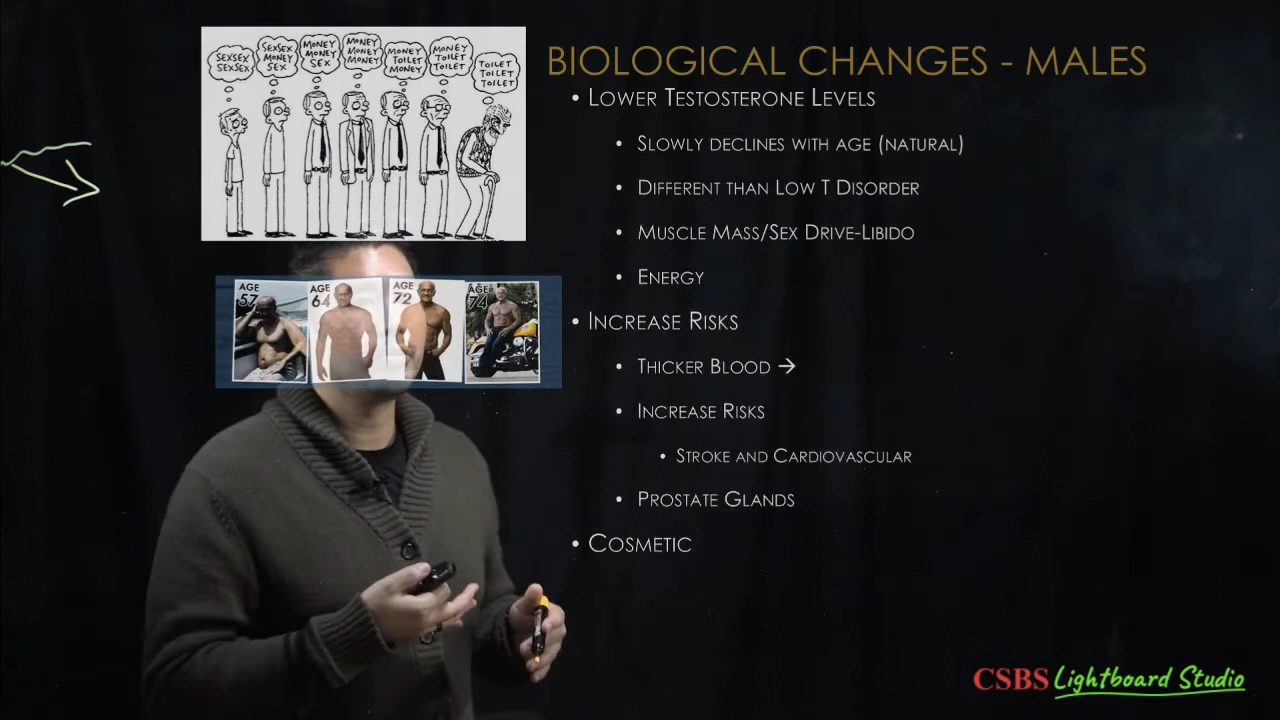 SEXSEX
SEXSEX
SEXSEX
MONEY
SEX
MONEY
MONEY
SEX
MONEY
MONEY
MONEY
MONEY
TOILET
MONEY
MONEY
TOILET
TOILET
TOILET
TOILET
TOILET
BIOLOGICAL CHANGES - MALES
• LOWER TESTOSTERONE LEVELS
• SLOWLY DECLINES WITH AGE (NATURAL)
• DIFFERENT THAN LOW T DISORDER
• MUSCLE MASS/SEX DRIVE-LIBIDO
• ENERGY
AGE
57
AGE
64
AGE
72
AGE
74
• INCREASE RISKS
• THICKER BLOOD →
• INCREASE RISKS
• STROKE AND CARDIOVASCULAR
• PROSTATE GLANDS
• COSMETIC
CSBS Lightboard Studio